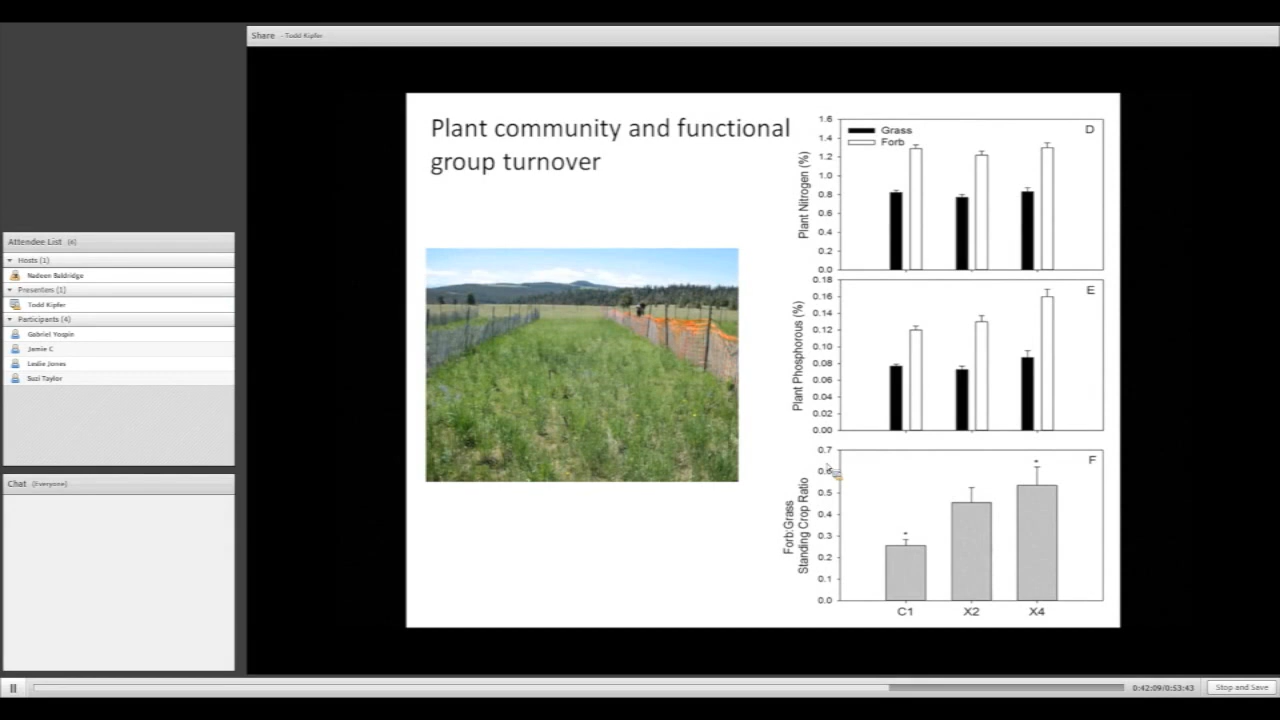 Share - Todd Kipfer
Attendee List (6)
Hosts (1)
Nadeen Baldridge
Presenters (1)
Todd Kipfer
Participants (4)
Gabriel Yospin
Jamie C
Leslie Jones
Suzi Taylor
Chat (Everyone)
Plant community and functional
group turnover
D
Grass
Forb
Plant Nitrogen (%)
1.6
1.4
1.2
1.0
0.8
0.6
0.4
0.2
0.0
E
Plant Phosphorous (%)
0.18
0.16
0.14
0.12
0.10
0.08
0.06
0.04
0.02
0.00
F
Forb:Grass
Standing Crop Ratio
0.7
0.6
0.5
0.4
0.3
0.2
0.1
0.0
C1 X2 X4
0:42:09/0:53:43
Stop and Save